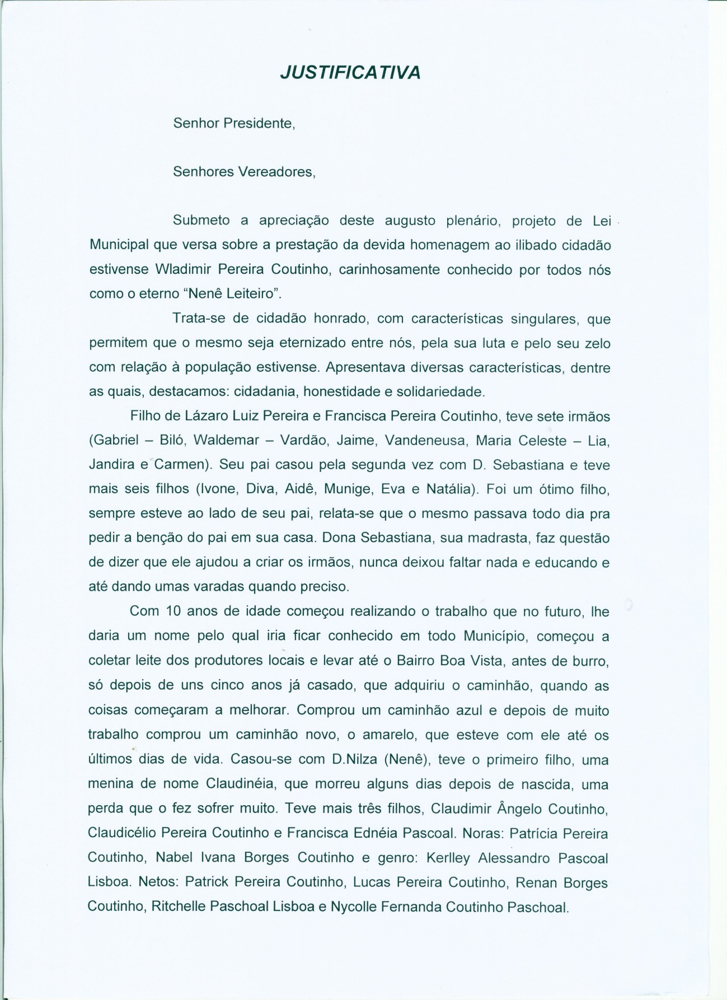 JUSTIFICATIVA
Senhor Presidente,
Senhores Vereadores,
Submeto a apreciação deste augusto plenário, projeto de Lei
Municipal que versa sobre a prestação da devida homenagem ao ilibado cidadão
estivense Wladimir Pereira Coutinho, carinhosamente conhecido por todos nós
como o eterno “Nenê Leiteiro”.
Trata-se de cidadão honrado, com características singulares, que
permitem que o mesmo seja eternizado entre nós, pela sua luta e pelo seu zelo
com relação à população estivense. Apresentava diversas características, dentre
as quais, destacamos: cidadania, honestidade e solidariedade.
Filho de Lázaro Luiz Pereira e Francisca Pereira Coutinho, teve sete irmãos
(Gabriel – Biló, Waldemar – Vardão, Jaime, Vandeneusa, Maria Celeste – Lia,
Jandira e Carmen). Seu pai casou pela segunda vez com D. Sebastiana e teve
mais seis filhos (Ivone, Diva, Aidê, Munige, Eva e Natália). Foi um ótimo filho,
sempre esteve ao lado de seu pai, relata-se que o mesmo passava todo dia pra
pedir a benção do pai em sua casa. Dona Sebastiana, sua madrasta, faz questão
de dizer que ele ajudou a criar os irmãos, nunca deixou faltar nada e educando e
até dando umas varadas quando preciso.
Com 10 anos de idade começou realizando o trabalho que no futuro, lhe
daria um nome pelo qual iria ficar conhecido em todo Município, começou a
coletar leite dos produtores locais e levar até o Bairro Boa Vista, antes de burro,
só depois de uns cinco anos já casado, que adquiriu o caminhão, quando as
coisas começaram a melhorar. Comprou um caminhão azul e depois de muito
trabalho comprou um caminhão novo, o amarelo, que esteve com ele até os
últimos dias de vida. Casou-se com D.Nilza (Nenê), teve o primeiro filho, uma
menina de nome Claudinéia, que morreu alguns dias depois de nascida, uma
perda que o fez sofrer muito. Teve mais três filhos, Claudimir Ângelo Coutinho,
Claudicélio Pereira Coutinho e Francisca Ednéia Pascoal. Noras: Patrícia Pereira
Coutinho, Nabel Ivana Borges Coutinho e genro: Kerlley Alessandro Pascoal
Lisboa. Netos: Patrick Pereira Coutinho, Lucas Pereira Coutinho, Renan Borges
Coutinho, Ritchelle Paschoal Lisboa e Nycolle Fernanda Coutinho Paschoal.